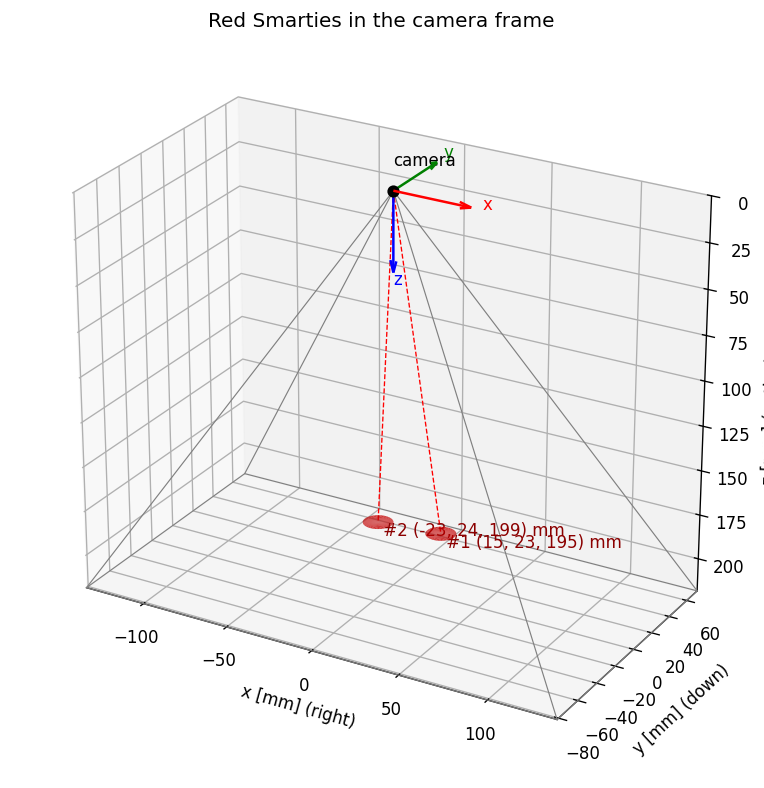 Red Smarties in the camera frame
camera
y
x
z
0
25
50
75
100
125
150
175
200
#2 (-23, 24, 199) mm
#1 (15, 23, 195) mm
−100
−50
0
50
100
x [mm] (right)
60
40
20
0
−20
−40
−60
−80
y [mm] (down)